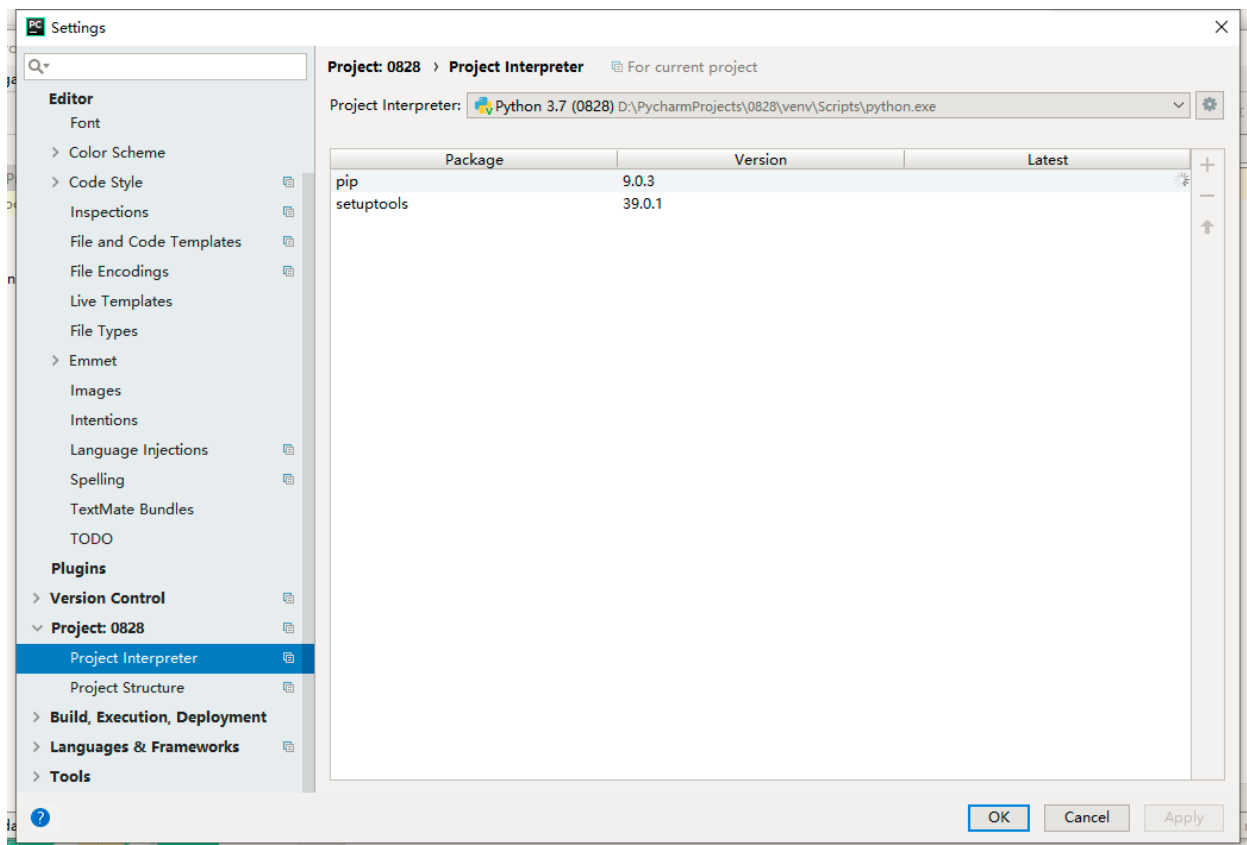 PC Settings
Project: 0828 › Project Interpreter For current project
Editor
Project Interpreter: Python 3.7 (0828) D:\PycharmProjects\0828\venv\Scripts\python.exe
Font
Color Scheme
Package Version Latest
Code Style
pip 9.0.3
setuptools 39.0.1
Inspections
File and Code Templates
File Encodings
Live Templates
File Types
Emmet
Images
Intentions
Language Injections
Spelling
TextMate Bundles
TODO
Plugins
Version Control
Project: 0828
Project Interpreter
Project Structure
Build, Execution, Deployment
Languages & Frameworks
Tools
? OK Cancel Apply